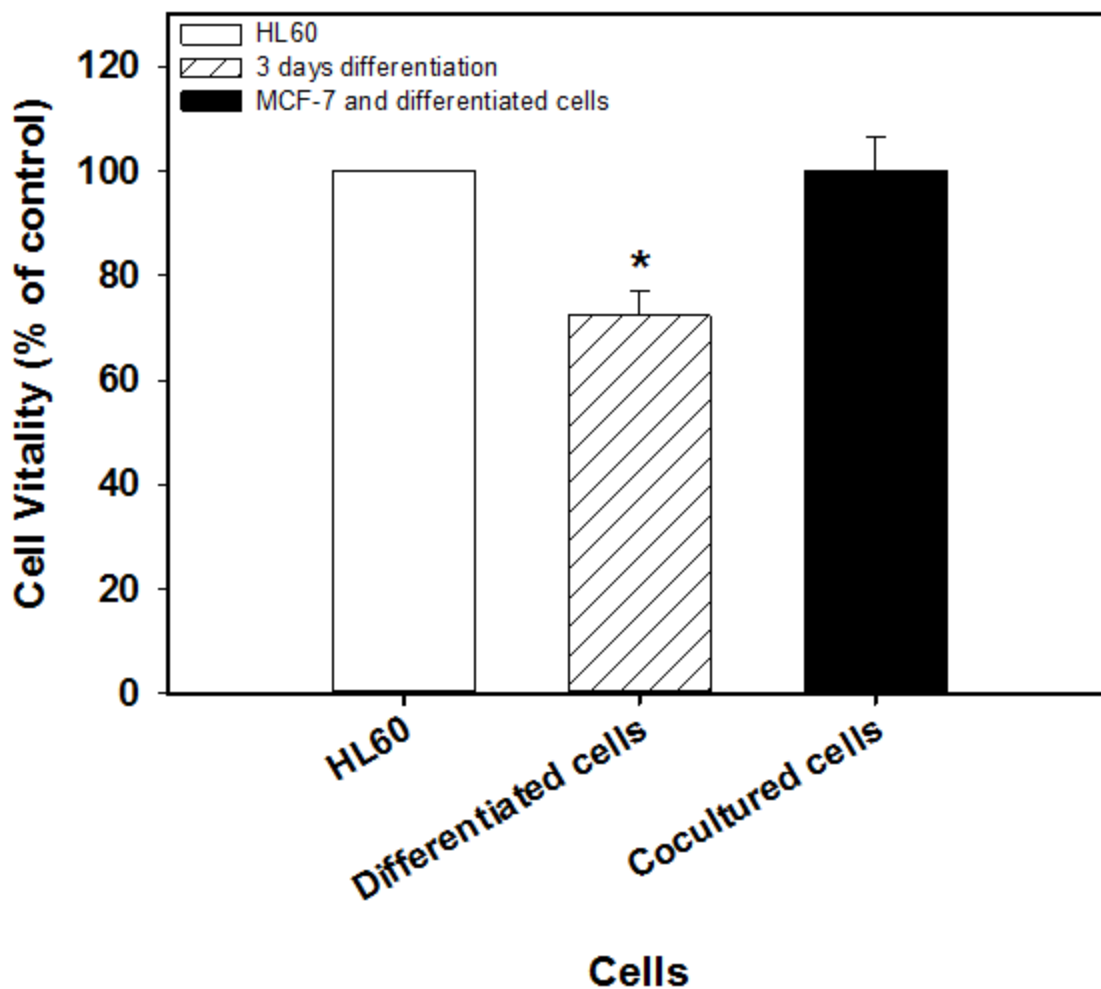 HL60
3 days differentiation
MCF-7 and differentiated cells
Cell Vitality (% of control)
120
100
80
60
40
20
0
*
HL60
Differentiated cells
Cocultured cells
Cells